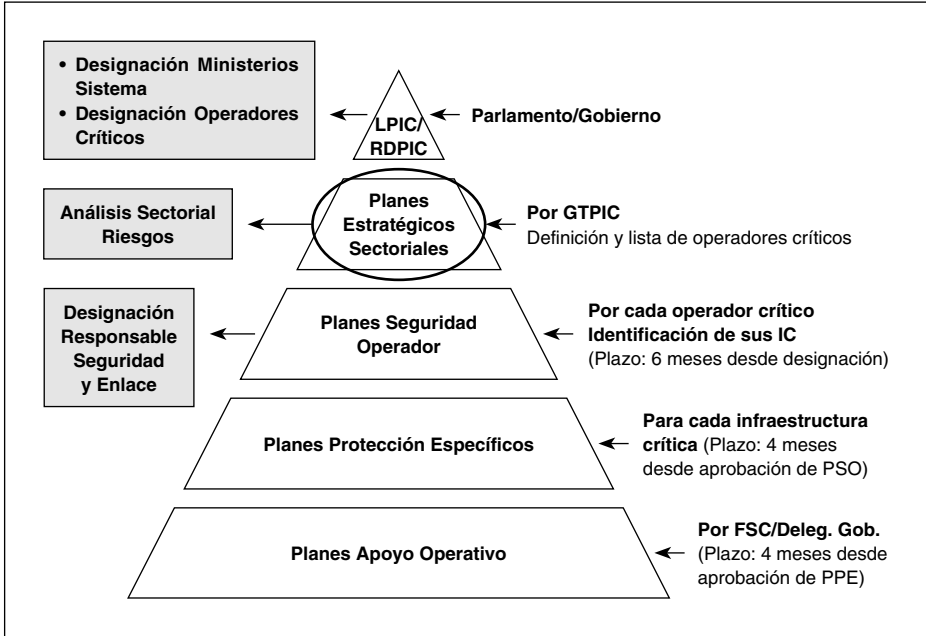 • Designación Ministerios
Sistema
• Designación Operadores
Críticos
LPIC/
RDPIC
Parlamento/Gobierno
Análisis Sectorial
Riesgos
Planes
Estratégicos
Sectoriales
Por GTPIC
Definición y lista de operadores críticos
Designación
Responsable
Seguridad
y Enlace
Planes Seguridad
Operador
Por cada operador crítico
Identificación de sus IC
(Plazo: 6 meses desde designación)
Planes Protección Específicos
Para cada infraestructura
crítica (Plazo: 4 meses
desde aprobación de PSO)
Planes Apoyo Operativo
Por FSC/Deleg. Gob.
(Plazo: 4 meses desde
aprobación de PPE)